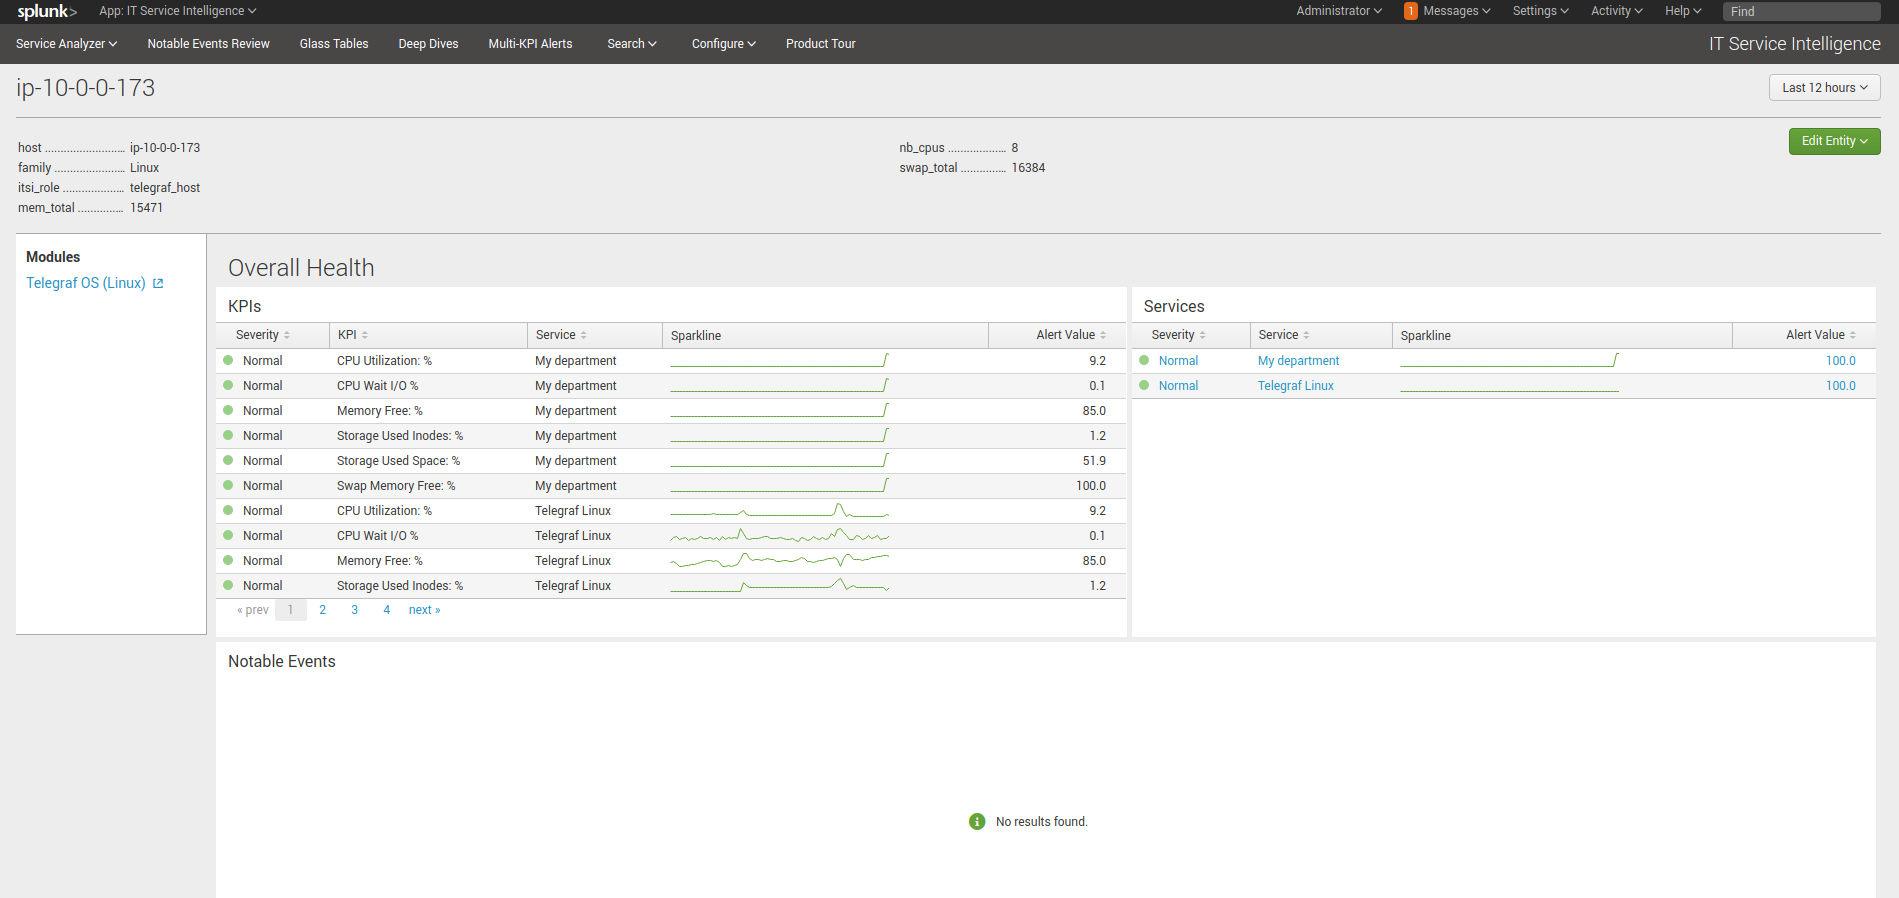 splunk> App: IT Service Intelligence Administrator 1 Messages Settings Activity Help Find
Service Analyzer Notable Events Review Glass Tables Deep Dives Multi-KPI Alerts Search Configure Product Tour IT Service Intelligence
ip-10-0-0-173 Last 12 hours
Edit Entity
host ......................... ip-10-0-0-173 nb_cpus .................. 8
family ...................... Linux swap_total .............. 16384
itsi_role ................... telegraf_host
mem_total ............... 15471
Modules
Telegraf OS (Linux)
Overall Health
KPIs
Severity KPI Service Sparkline Alert Value
Normal CPU Utilization: % My department 9.2
Normal CPU Wait I/O % My department 0.1
Normal Memory Free: % My department 85.0
Normal Storage Used Inodes: % My department 1.2
Normal Storage Used Space: % My department 51.9
Normal Swap Memory Free: % My department 100.0
Normal CPU Utilization: % Telegraf Linux 9.2
Normal CPU Wait I/O % Telegraf Linux 0.1
Normal Memory Free: % Telegraf Linux 85.0
Normal Storage Used Inodes: % Telegraf Linux 1.2
« prev 1 2 3 4 next »
Services
Severity Service Sparkline Alert Value
Normal My department 100.0
Normal Telegraf Linux 100.0
Notable Events
No results found.